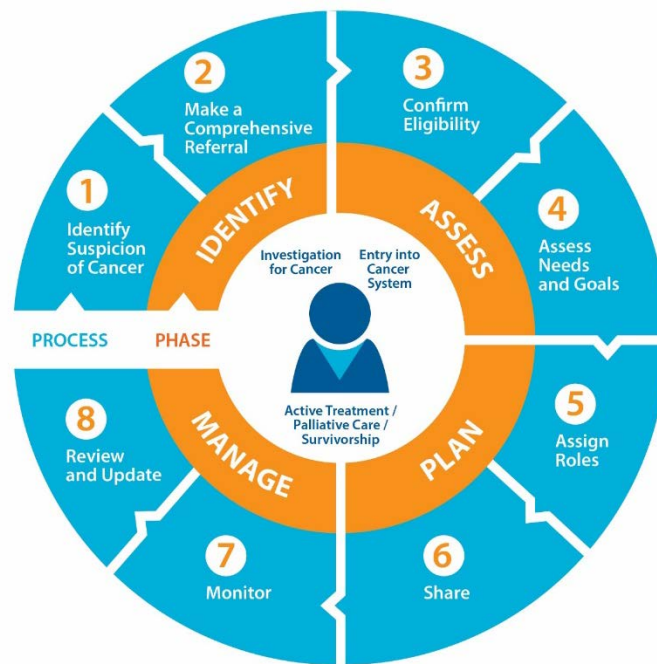 1
Identify
Suspicion
of Cancer
2
Make a
Comprehensive
Referral
3
Confirm
Eligibility
4
Assess
Needs
and Goals
5
Assign
Roles
6
Share
7
Monitor
8
Review
and Update
PROCESS
PHASE
IDENTIFY
ASSESS
PLAN
MANAGE
Investigation
for Cancer
Entry into
Cancer
System
Active Treatment /
Palliative Care /
Survivorship